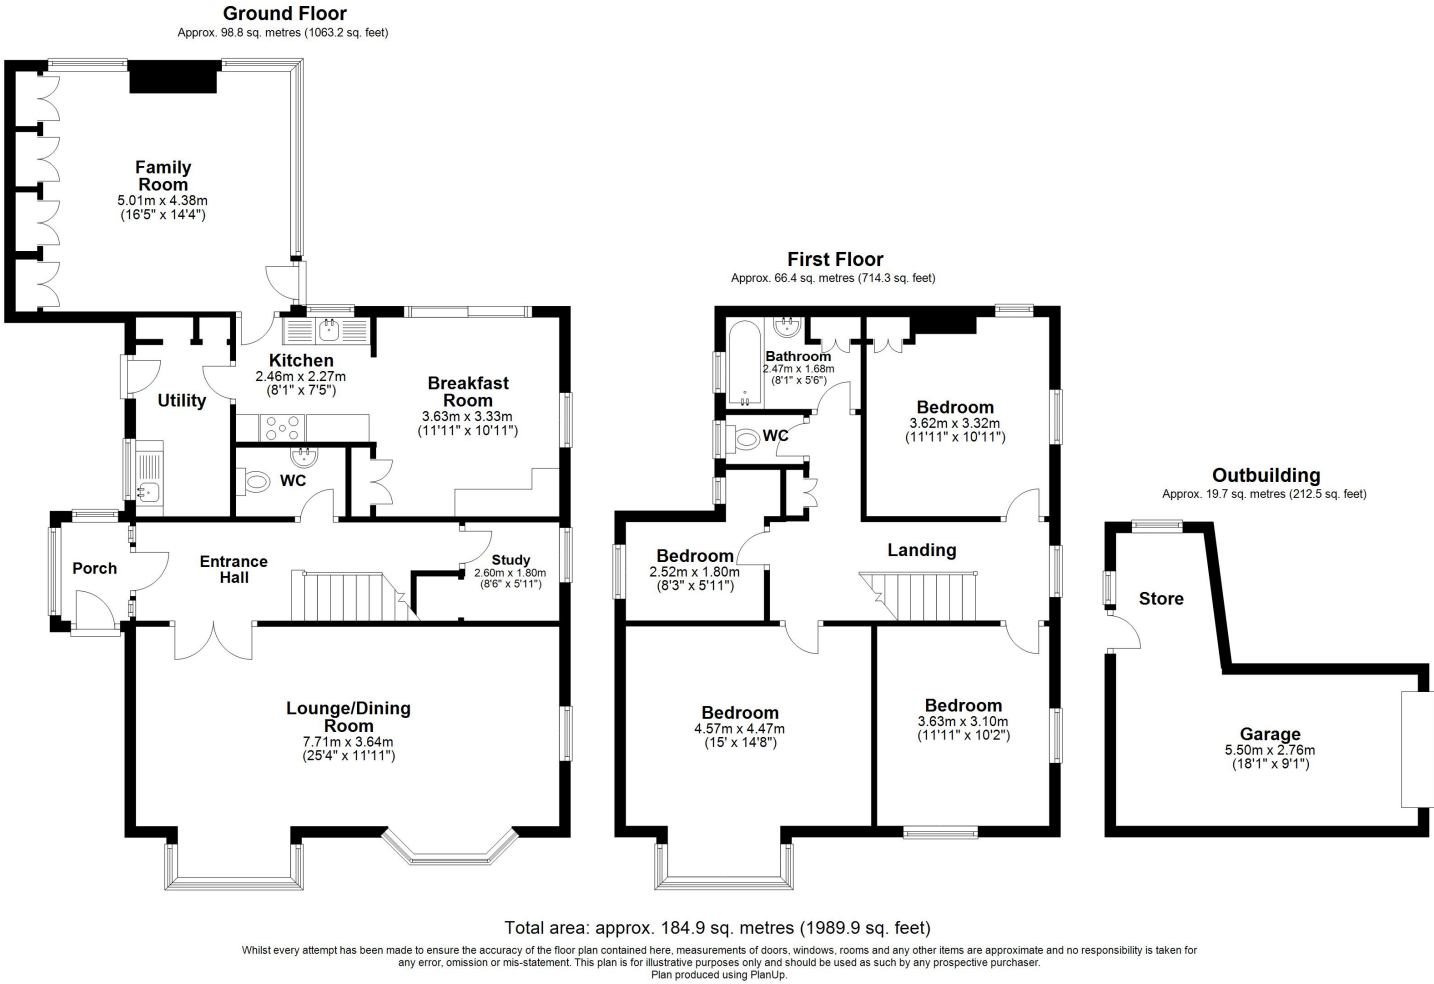 Ground Floor
Approx. 98.8 sq. metres (1063.2 sq. feet)
Family
Room
5.01m x 4.38m
(16'5" x 14'4")
Kitchen
2.46m x 2.27m
(8'1" x 7'5")
Breakfast
Room
3.63m x 3.33m
(11'11" x 10'11")
Utility
WC
Porch
Entrance
Hall
Study
2.60m x 1.80m
(8'6" x 5'11")
Lounge/Dining
Room
7.71m x 3.64m
(25'4" x 11'11")
First Floor
Approx. 66.4 sq. metres (714.3 sq. feet)
Bathroom
2.47m x 1.68m
(8'1" x 5'6")
WC
Bedroom
3.62m x 3.32m
(11'11" x 10'11")
Bedroom
2.52m x 1.80m
(8'3" x 5'11")
Landing
Bedroom
4.57m x 4.47m
(15' x 14'8")
Bedroom
3.63m x 3.10m
(11'11" x 10'2")
Outbuilding
Approx. 19.7 sq. metres (212.5 sq. feet)
Store
Garage
5.50m x 2.76m
(18'1" x 9'1")
Total area: approx. 184.9 sq. metres (1989.9 sq. feet)
Whilst every attempt has been made to ensure the accuracy of the floor plan contained here, measurements of doors, windows, rooms and any other items are approximate and no responsibility is taken for
any error, omission or mis-statement. This plan is for illustrative purposes only and should be used as such by any prospective purchaser.
Plan produced using PlanUp.